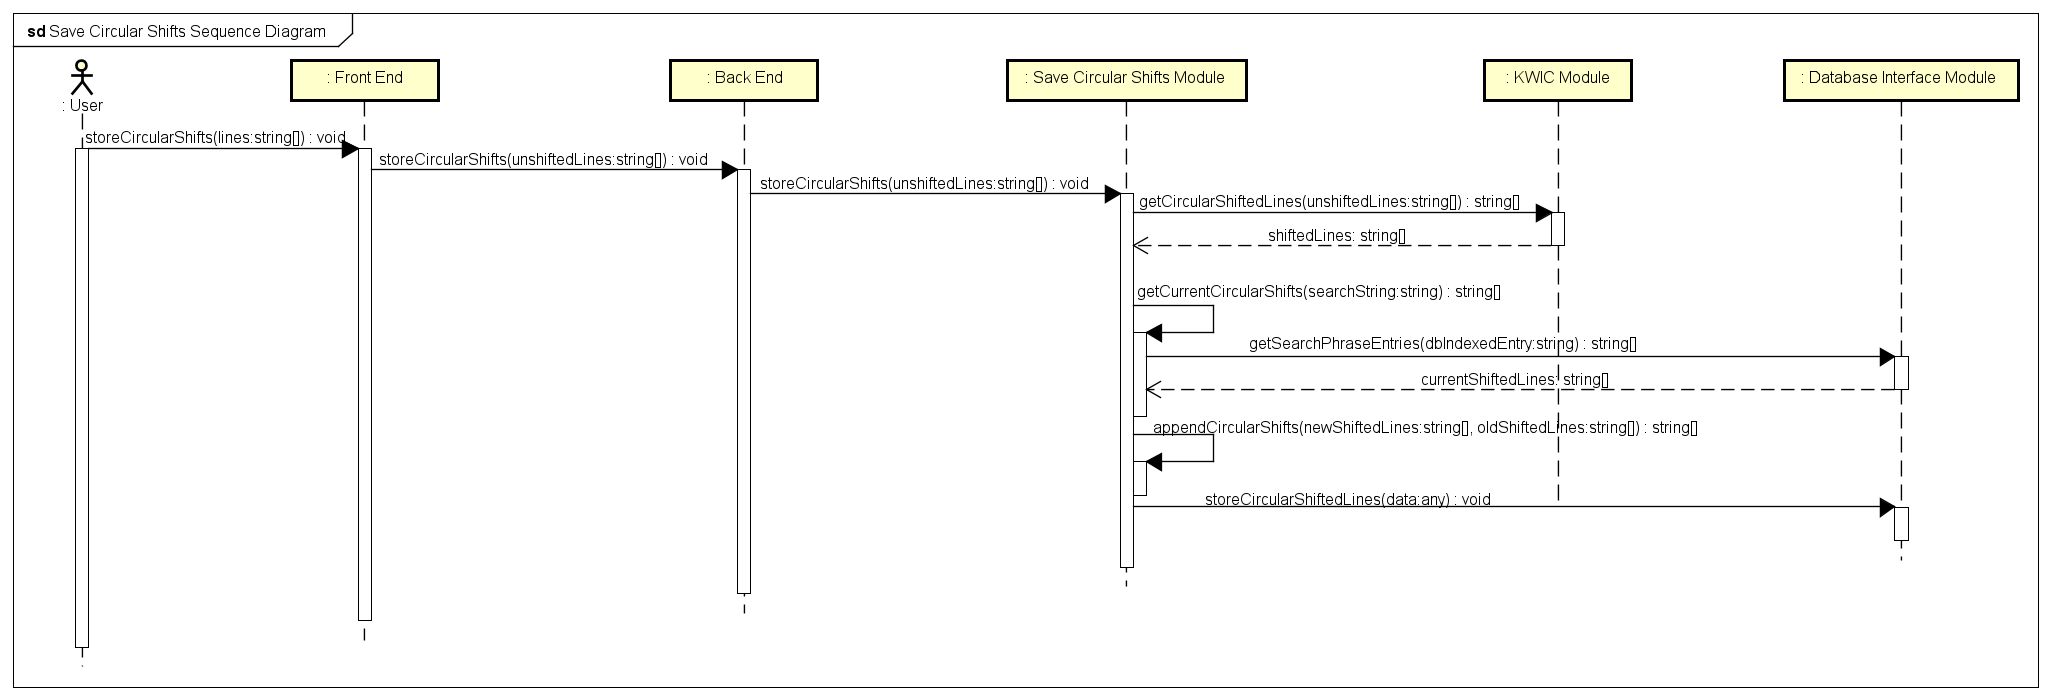 sd Save Circular Shifts Sequence Diagram
: User
: Front End
: Back End
: Save Circular Shifts Module
: KWIC Module
: Database Interface Module
storeCircularShifts(lines:string[]) : void
storeCircularShifts(unshiftedLines:string[]) : void
storeCircularShifts(unshiftedLines:string[]) : void
getCircularShiftedLines(unshiftedLines:string[]) : string[]
shiftedLines: string[]
getCurrentCircularShifts(searchString:string) : string[]
getSearchPhraseEntries(dbIndexedEntry:string) : string[]
currentShiftedLines: string[]
appendCircularShifts(newShiftedLines:string[], oldShiftedLines:string[]) : string[]
storeCircularShiftedLines(data:any) : void